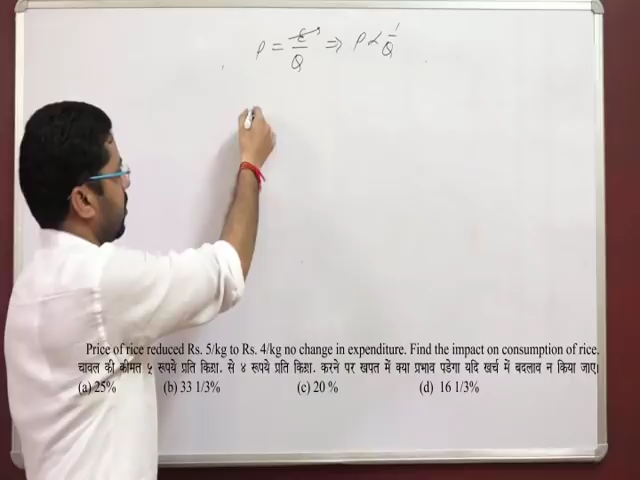 P = E/Q ⇒ P ∝ 1/Q
Price of rice reduced Rs. 5/kg to Rs. 4/kg no change in expenditure. Find the impact on consumption of rice.
चावल की कीमत ५ रूपये प्रति किग्रा. से ४ रूपये प्रति किग्रा. करने पर खपत में क्या प्रभाव पडेगा यदि खर्च में बदलाव न किया जाए।
(a) 25% (b) 33 1/3% (c) 20 % (d) 16 1/3%